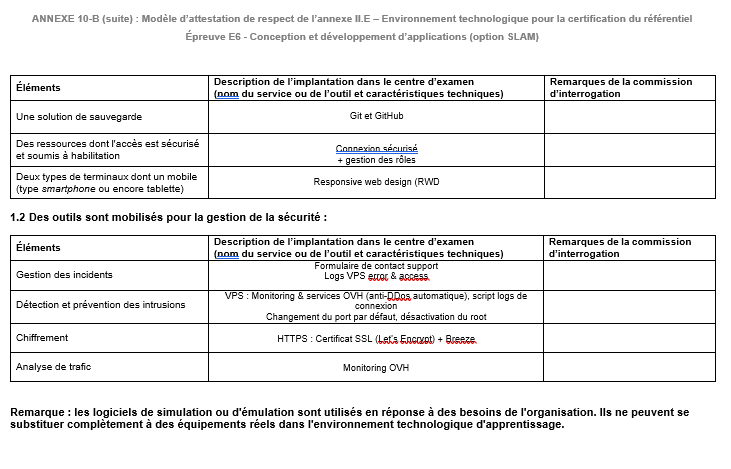 ANNEXE 10-B (suite) : Modèle d'attestation de respect de l'annexe II.E – Environnement technologique pour la certification du référentiel
Épreuve E6 - Conception et développement d'applications (option SLAM)
Éléments
Description de l'implantation dans le centre d'examen
(nom du service ou de l'outil et caractéristiques techniques)
Remarques de la commission
d'interrogation
Une solution de sauvegarde
Git et GitHub
Des ressources dont l'accès est sécurisé
et soumis à habilitation
Connexion sécurisé
+ gestion des rôles
Deux types de terminaux dont un mobile
(type smartphone ou encore tablette)
Responsive web design (RWD
1.2 Des outils sont mobilisés pour la gestion de la sécurité :
Éléments
Description de l'implantation dans le centre d'examen
(nom du service ou de l'outil et caractéristiques techniques)
Remarques de la commission
d'interrogation
Gestion des incidents
Formulaire de contact support
Logs VPS error & access
Détection et prévention des intrusions
VPS : Monitoring & services OVH (anti-DDos automatique), script logs de
connexion
Changement du port par défaut, désactivation du root
Chiffrement
HTTPS : Certificat SSL (Let's Encrypt) + Breeze
Analyse de trafic
Monitoring OVH
Remarque : les logiciels de simulation ou d'émulation sont utilisés en réponse à des besoins de l'organisation. Ils ne peuvent se
substituer complètement à des équipements réels dans l'environnement technologique d'apprentissage.